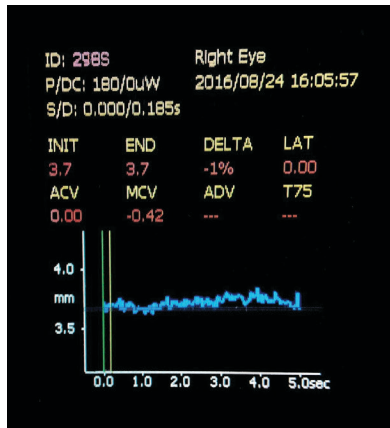 ID: 298S Right Eye
P/DC: 180/0uW 2016/08/24 16:05:57
S/D: 0.000/0.185s
INIT END DELTA LAT
3.7 3.7 -1% 0.00
ACV MCV ADV T75
0.00 -0.42 --- ---
4.0
mm
3.5
0.0 1.0 2.0 3.0 4.0 5.0sec